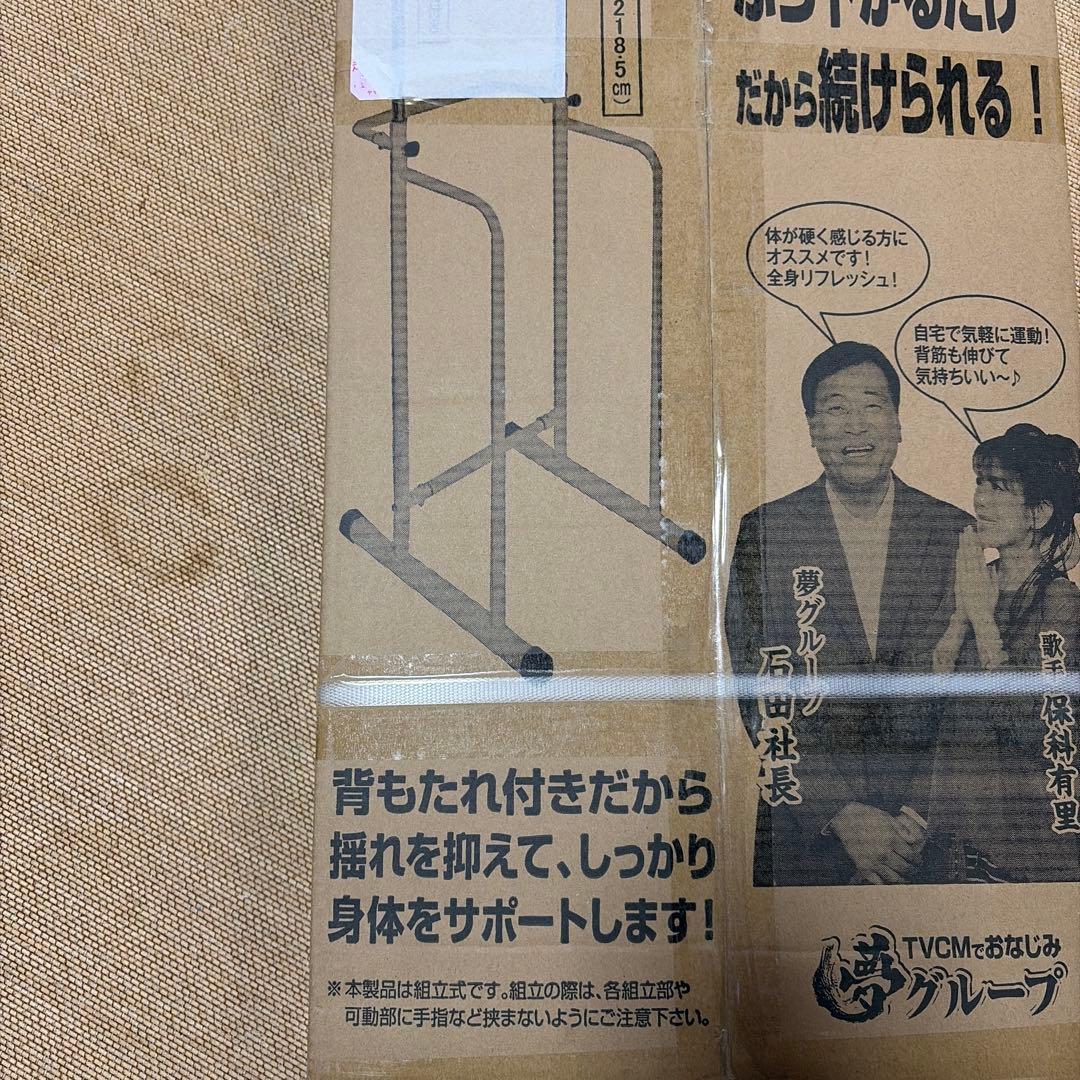 218.5cm)
ぶら下がるだけ
だから続けられる!
体が硬く感じる方に
オススメです!
全身リフレッシュ!
自宅で気軽に運動!
背筋も伸びて
気持ちいい〜♪
夢グループ
石田社長
歌手 保科有里
背もたれ付きだから
揺れを抑えて、しっかり
身体をサポートします!
※本製品は組立式です。組立の際は、各組立部や
可動部に手指など挟まないようにご注意下さい。
TVCMでおなじみ
夢グループ